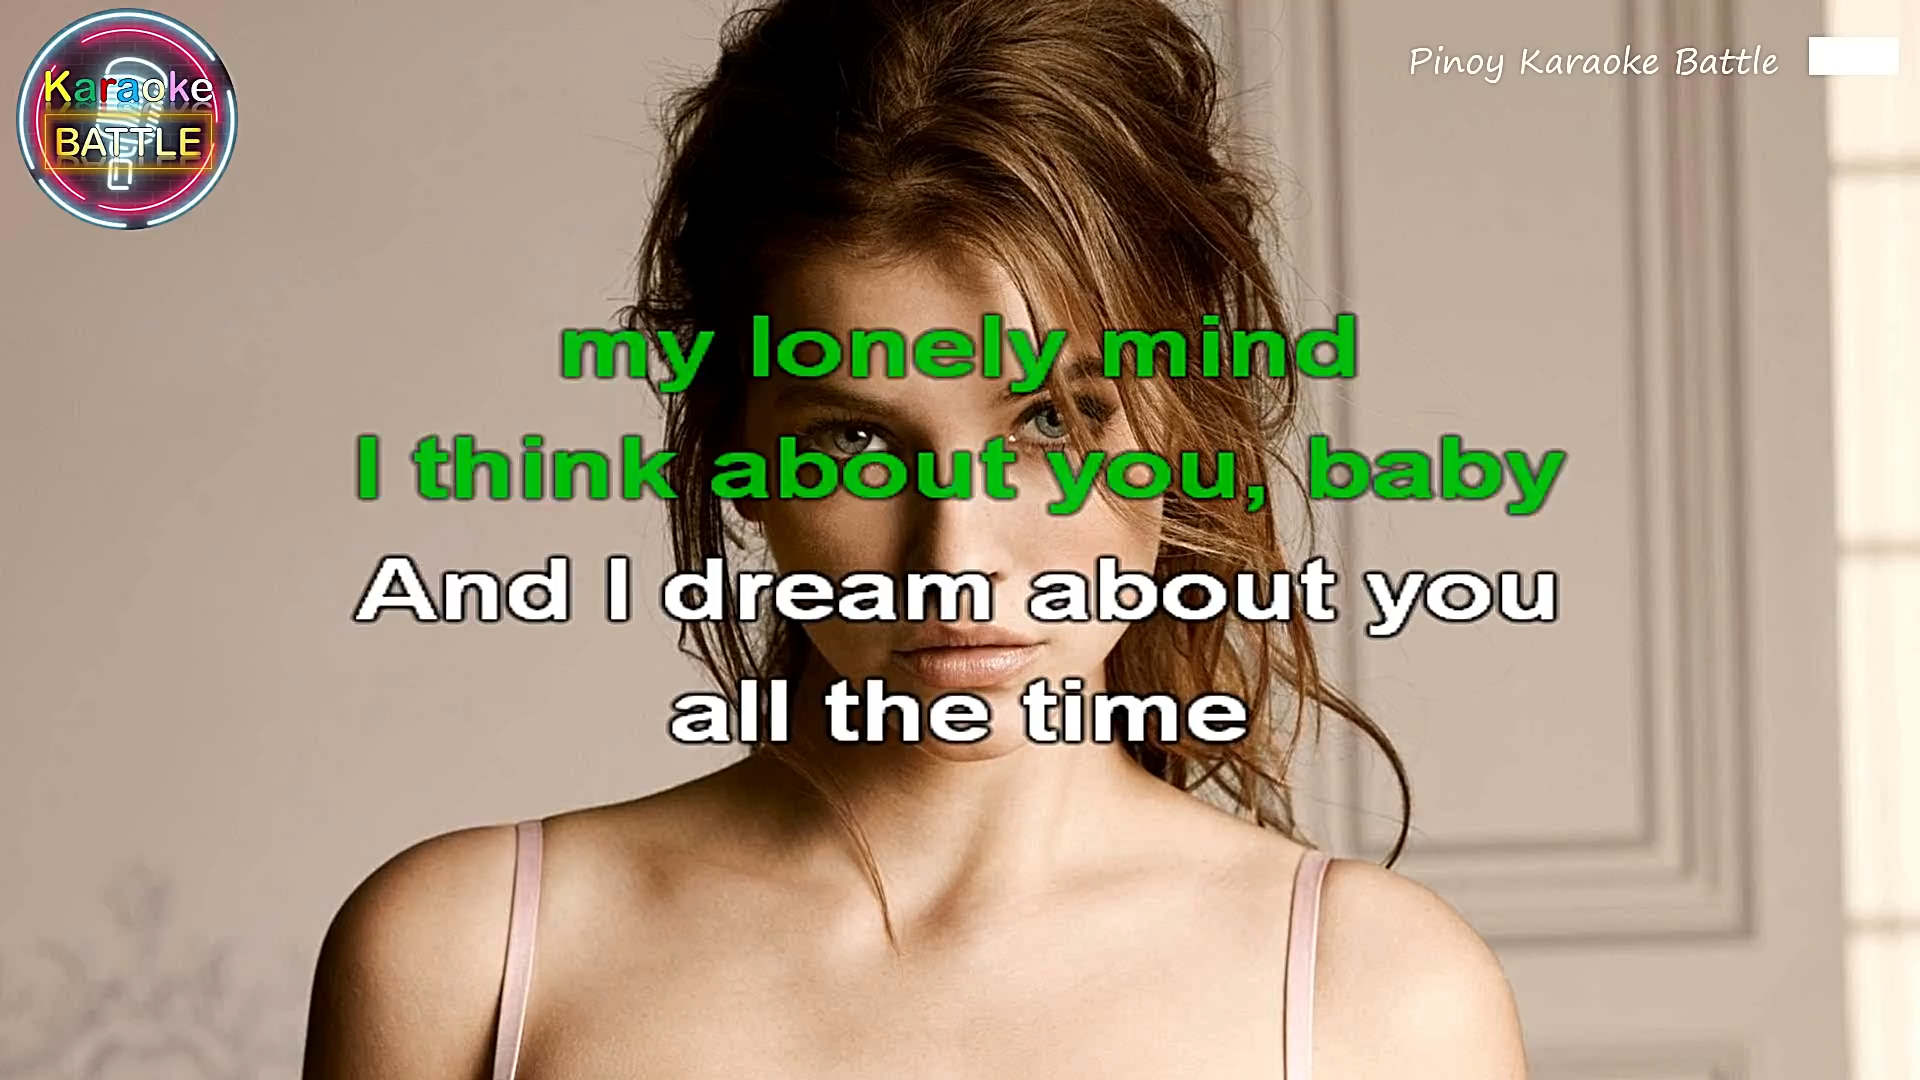 Karaoke
BATTLE
Pinoy Karaoke Battle
my lonely mind
I think about you, baby
And I dream about you
all the time